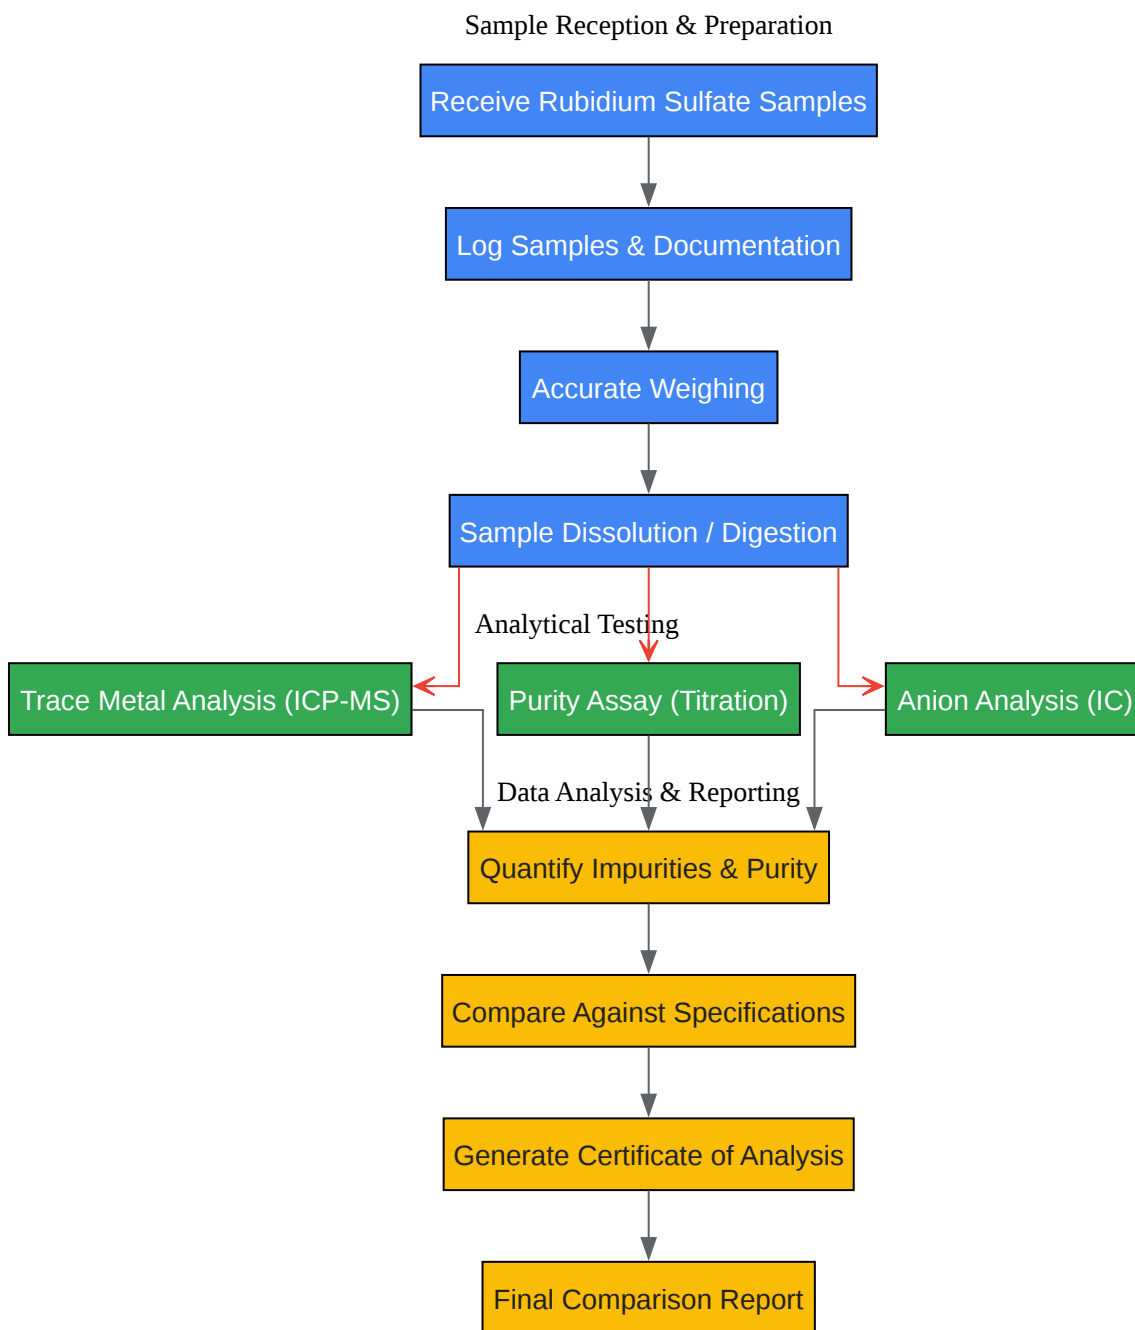 Sample Reception & Preparation
Receive Rubidium Sulfate Samples
Log Samples & Documentation
Accurate Weighing
Sample Dissolution / Digestion
Analytical Testing
Trace Metal Analysis (ICP-MS)
Purity Assay (Titration)
Anion Analysis (IC)
Data Analysis & Reporting
Quantify Impurities & Purity
Compare Against Specifications
Generate Certificate of Analysis
Final Comparison Report